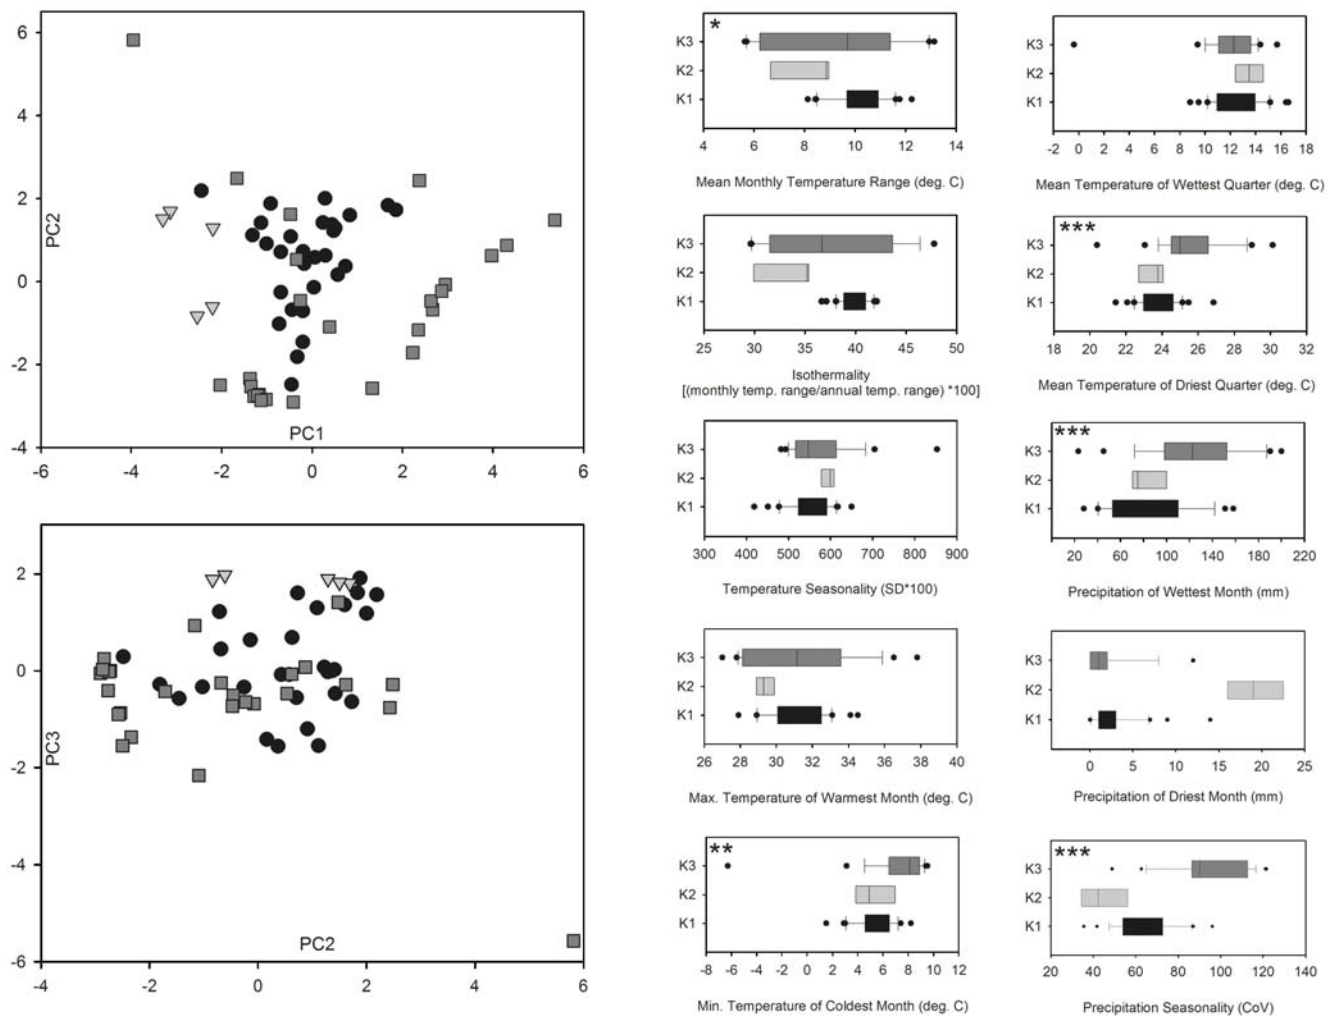 6
4
2
0
-2
-4
PC2
PC1
-6 -4 -2 0 2 4 6
2
0
-2
-4
-6
PC3
PC2
-4 -2 0 2 4 6
*
K3
K2
K1
4 6 8 10 12 14
Mean Monthly Temperature Range (deg. C)
K3
K2
K1
-2 0 2 4 6 8 10 12 14 16 18
Mean Temperature of Wettest Quarter (deg. C)
K3
K2
K1
25 30 35 40 45 50
Isothermality
[(monthly temp. range/annual temp. range) *100]
***
K3
K2
K1
18 20 22 24 26 28 30 32
Mean Temperature of Driest Quarter (deg. C)
K3
K2
K1
300 400 500 600 700 800 900
Temperature Seasonality (SD*100)
***
K3
K2
K1
20 60 100 140 180 220
Precipitation of Wettest Month (mm)
K3
K2
K1
26 28 30 32 34 36 38 40
Max. Temperature of Warmest Month (deg. C)
K3
K2
K1
0 5 10 15 20 25
Precipitation of Driest Month (mm)
**
K3
K2
K1
-8 -6 -4 -2 0 2 4 6 8 10 12
Min. Temperature of Coldest Month (deg. C)
***
K3
K2
K1
20 40 60 80 100 120 140
Precipitation Seasonality (CoV)